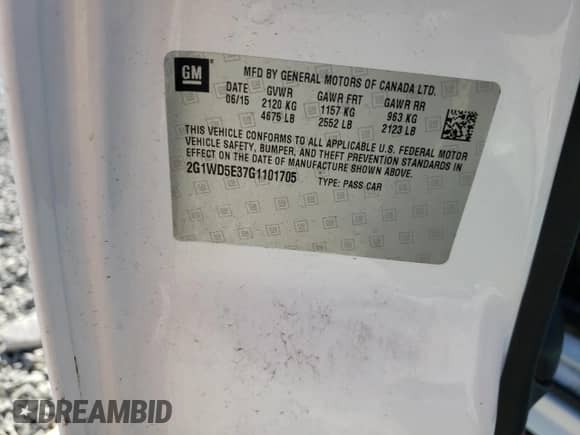 GM
MFD BY GENERAL MOTORS OF CANADA LTD.
DATE GVWR GAWR FRT GAWR RR
06/15 2120 KG 1157 KG 963 KG
4675 LB 2552 LB 2123 LB
THIS VEHICLE CONFORMS TO ALL APPLICABLE U.S. FEDERAL MOTOR
VEHICLE SAFETY, BUMPER, AND THEFT PREVENTION STANDARDS IN
EFFECT ON THE DATE OF MANUFACTURE SHOWN ABOVE.
2G1WD5E37G1101705 TYPE: PASS CAR
DREAMBID